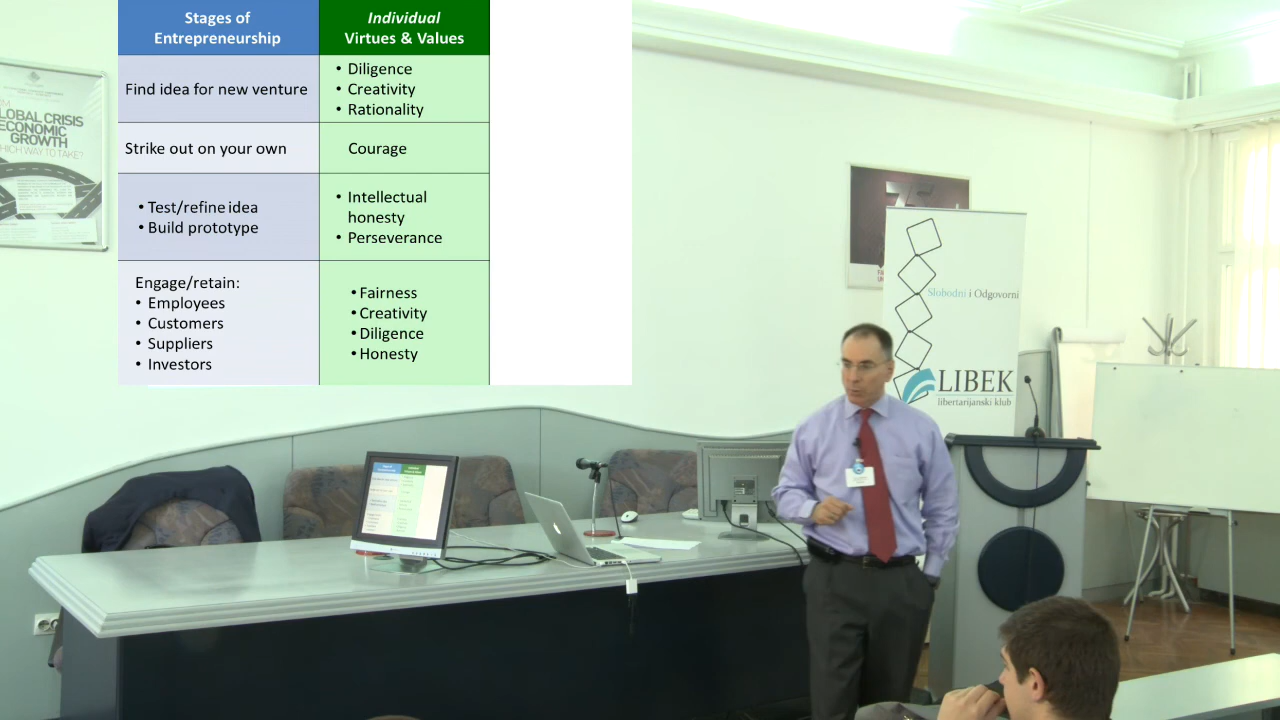 Stages of
Entrepreneurship
Individual
Virtues & Values
Find idea for new venture
• Diligence
• Creativity
• Rationality
Strike out on your own
Courage
• Test/refine idea
• Build prototype
• Intellectual
honesty
• Perseverance
Engage/retain:
• Employees
• Customers
• Suppliers
• Investors
• Fairness
• Creativity
• Diligence
• Honesty
LOBAL CRISIS
ECONOMIC
GROWTH
HICH WAY TO TAKE?
Slobodni i Odgovorni
LIBEK
libertarijanski klub